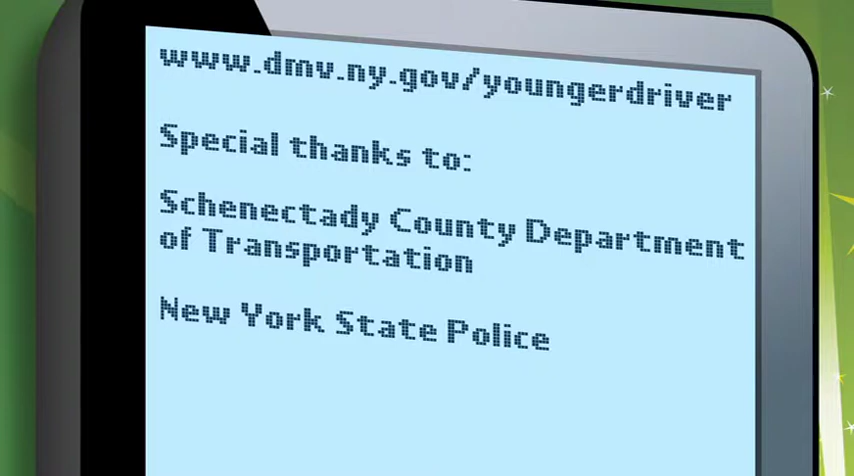 www.dmv.ny.gov/youngerdriver
Special thanks to:
Schenectady County Department
of Transportation
New York State Police